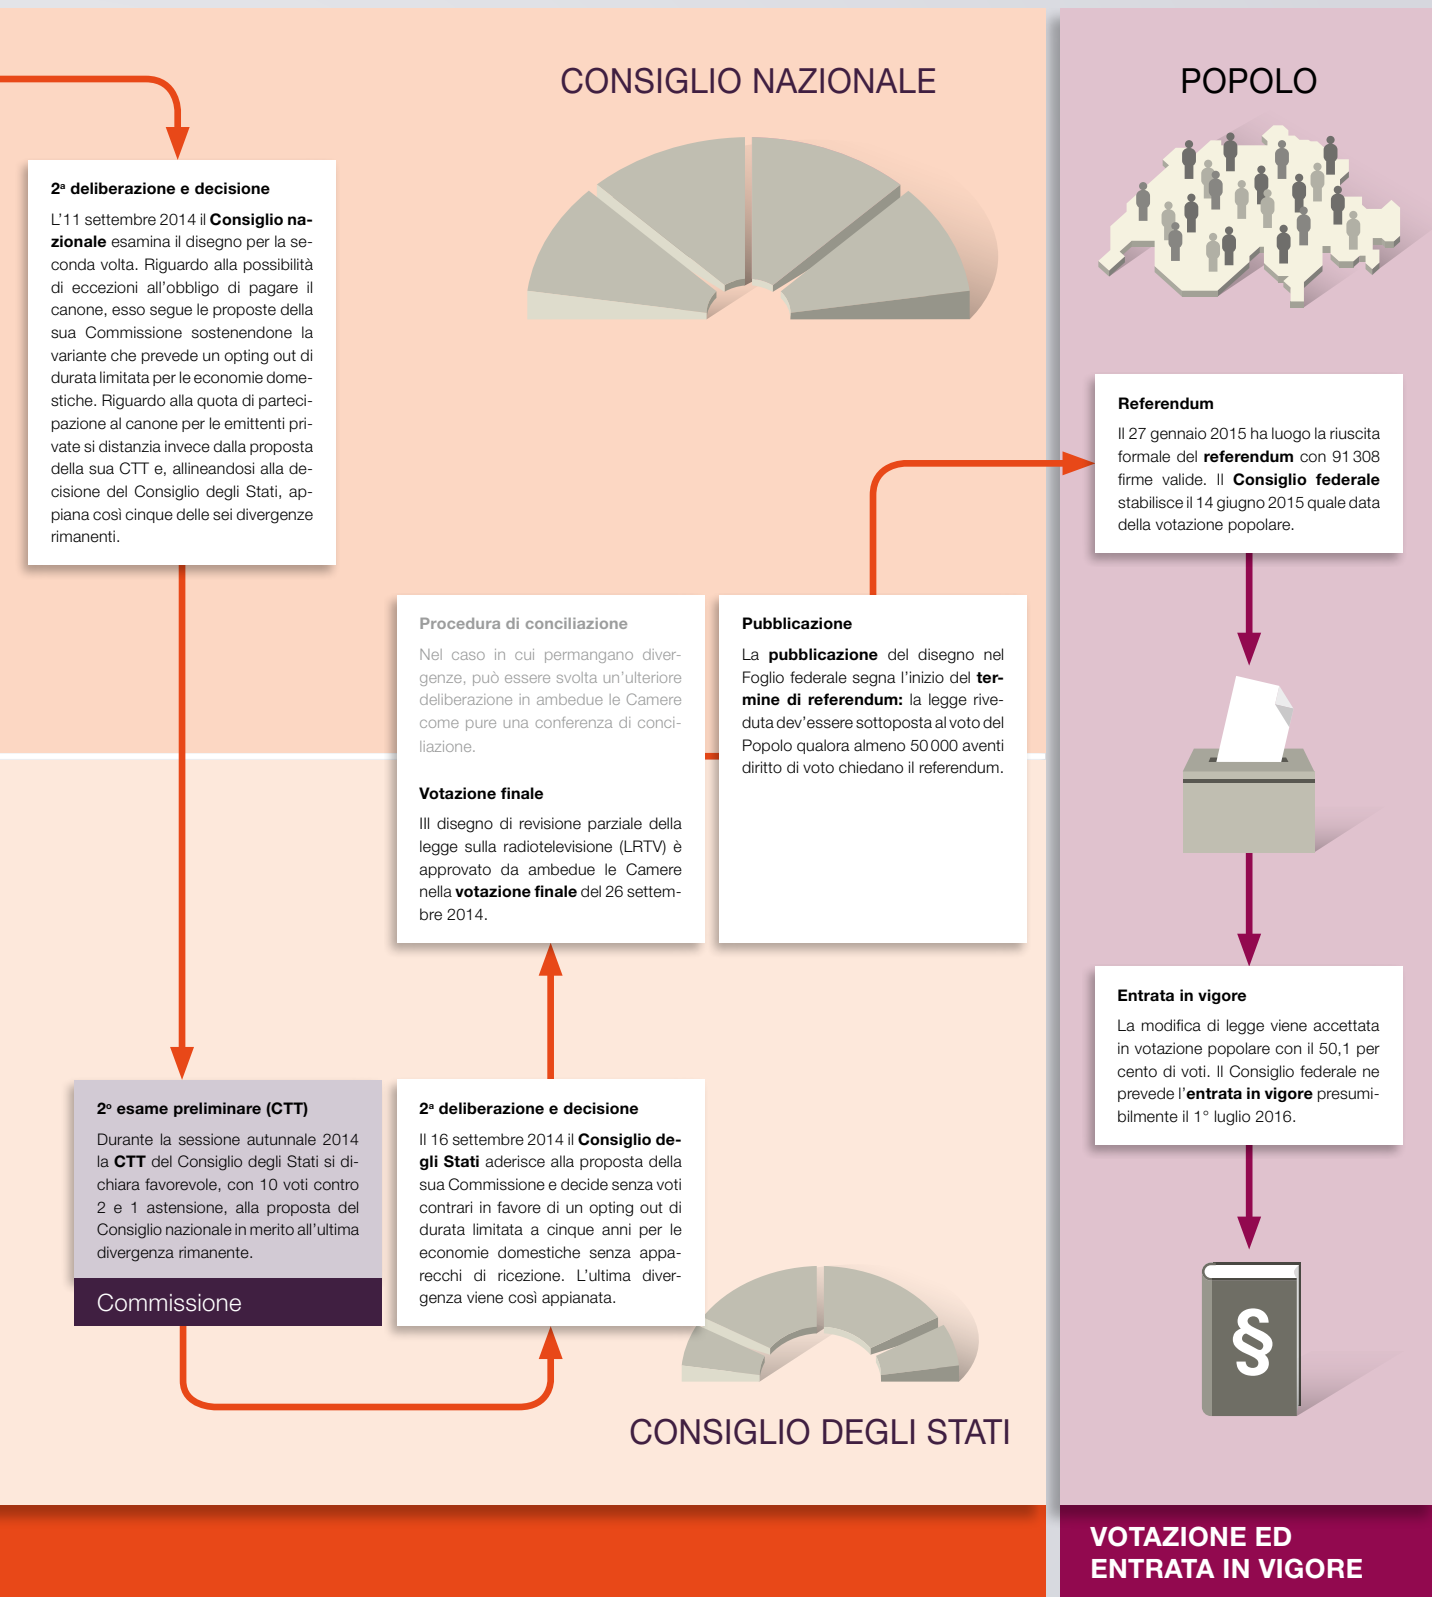 CONSIGLIO NAZIONALE
2ª deliberazione e decisione
L’11 settembre 2014 il Consiglio na-
zionale esamina il disegno per la se-
conda volta. Riguardo alla possibilità
di eccezioni all’obbligo di pagare il
canone, esso segue le proposte della
sua Commissione sostenendone la
variante che prevede un opting out di
durata limitata per le economie dome-
stiche. Riguardo alla quota di parteci-
pazione al canone per le emittenti pri-
vate si distanzia invece dalla proposta
della sua CTT e, allineandosi alla de-
cisione del Consiglio degli Stati, ap-
piana così cinque delle sei divergenze
rimanenti.
2º esame preliminare (CTT)
Durante la sessione autunnale 2014
la CTT del Consiglio degli Stati si di-
chiara favorevole, con 10 voti contro
2 e 1 astensione, alla proposta del
Consiglio nazionale in merito all’ultima
divergenza rimanente.
Commissione
2ª deliberazione e decisione
Il 16 settembre 2014 il Consiglio de-
gli Stati aderisce alla proposta della
sua Commissione e decide senza voti
contrari in favore di un opting out di
durata limitata a cinque anni per le
economie domestiche senza appa-
recchi di ricezione. L’ultima diver-
genza viene così appianata.
CONSIGLIO DEGLI STATI
Procedura di conciliazione
Nel caso in cui permangano diver-
genze, può essere svolta un’ulteriore
deliberazione in ambedue le Camere
come pure una conferenza di conci-
liazione.
Votazione finale
Ill disegno di revisione parziale della
legge sulla radiotelevisione (LRTV) è
approvato da ambedue le Camere
nella votazione finale del 26 settem-
bre 2014.
Pubblicazione
La pubblicazione del disegno nel
Foglio federale segna l’inizio del ter-
mine di referendum: la legge rive-
duta dev’essere sottoposta al voto del
Popolo qualora almeno 50 000 aventi
diritto di voto chiedano il referendum.
POPOLO
Referendum
Il 27 gennaio 2015 ha luogo la riuscita
formale del referendum con 91 308
firme valide. Il Consiglio federale
stabilisce il 14 giugno 2015 quale data
della votazione popolare.
Entrata in vigore
La modifica di legge viene accettata
in votazione popolare con il 50,1 per
cento di voti. Il Consiglio federale ne
prevede l’entrata in vigore presumi-
bilmente il 1° luglio 2016.
§
VOTAZIONE ED
ENTRATA IN VIGORE